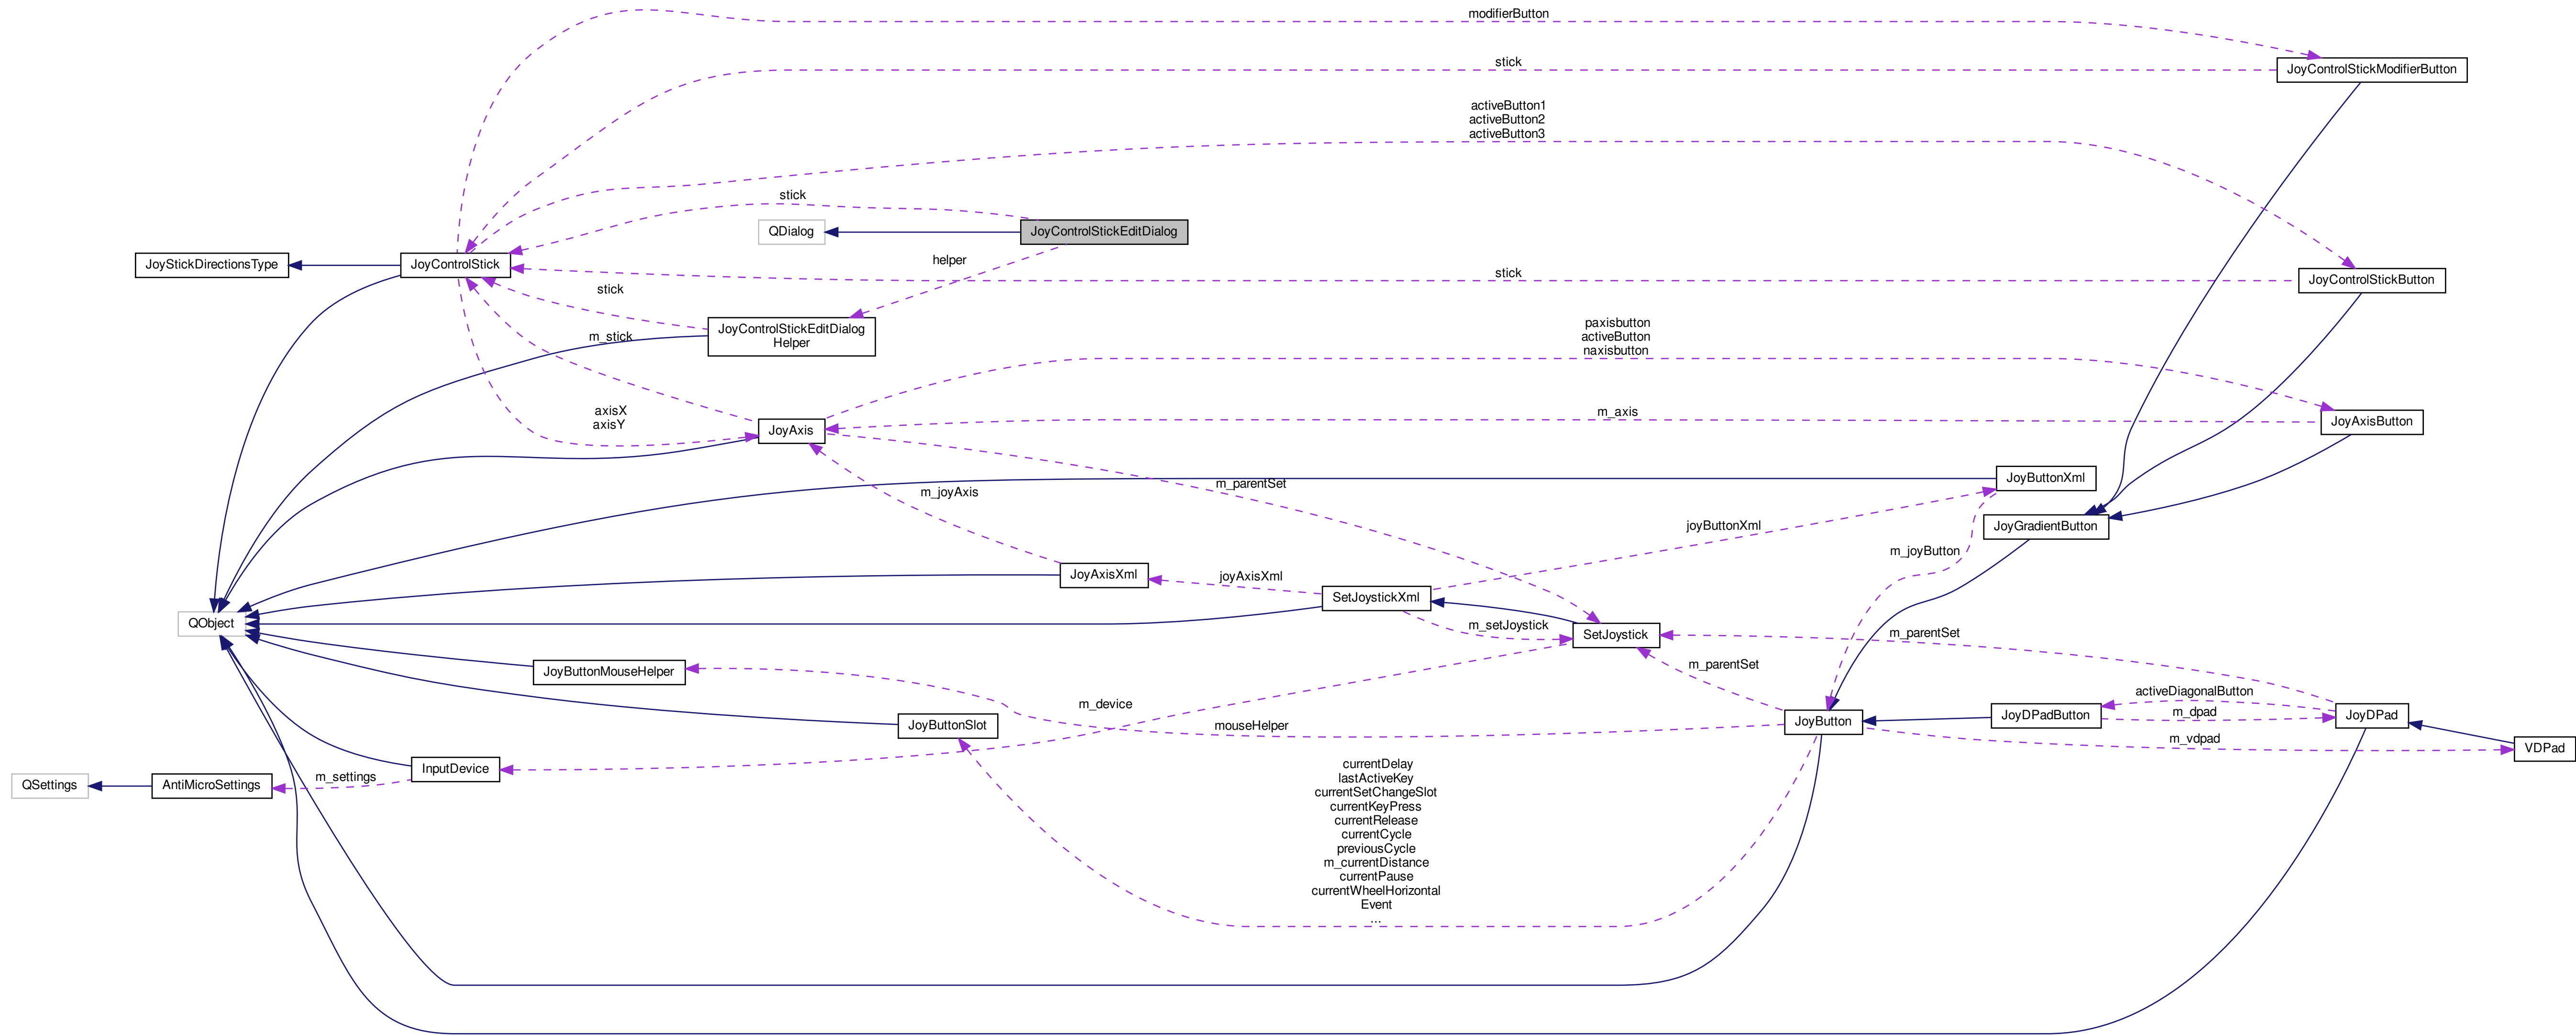 modifierButton
stick
JoyControlStickModifierButton
activeButton1
activeButton2
activeButton3
stick
QDialog
JoyControlStickEditDialog
JoyStickDirectionsType
JoyControlStick
helper
stick
JoyControlStickButton
stick
JoyControlStickEditDialog
Helper
m_stick
paxisbutton
activeButton
naxisbutton
axisX
axisY
JoyAxis
m_axis
JoyAxisButton
m_joyAxis
m_parentSet
JoyButtonXml
joyButtonXml
JoyGradientButton
m_joyButton
JoyAxisXml
joyAxisXml
SetJoystickXml
QObject
m_setJoystick
SetJoystick
m_parentSet
JoyButtonMouseHelper
m_parentSet
m_device
activeDiagonalButton
m_dpad
JoyButtonSlot
mouseHelper
JoyButton
JoyDPadButton
JoyDPad
m_vdpad
VDPad
QSettings
AntiMicroSettings
m_settings
InputDevice
currentDelay
lastActiveKey
currentSetChangeSlot
currentKeyPress
currentRelease
currentCycle
previousCycle
m_currentDistance
currentPause
currentWheelHorizontal
Event
...